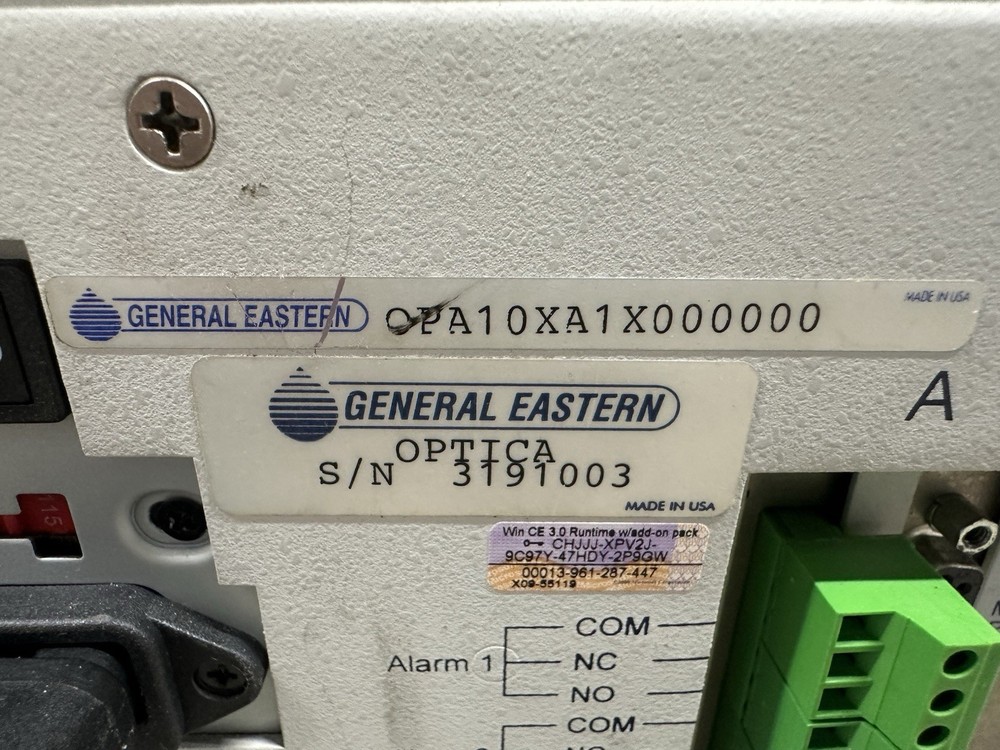 GENERAL EASTERN OPA10XA1X000000 MADE IN USA
A
GENERAL EASTERN
OPTICA
S/N 3191003
MADE IN USA
115
Win CE 3.0 Runtime w/add-on pack
CHJJJ-XPV2J-
9C97Y-47HDY-2P9GW
00013-961-287-447
X09-55119
COM
Alarm 1 NC
NO
COM